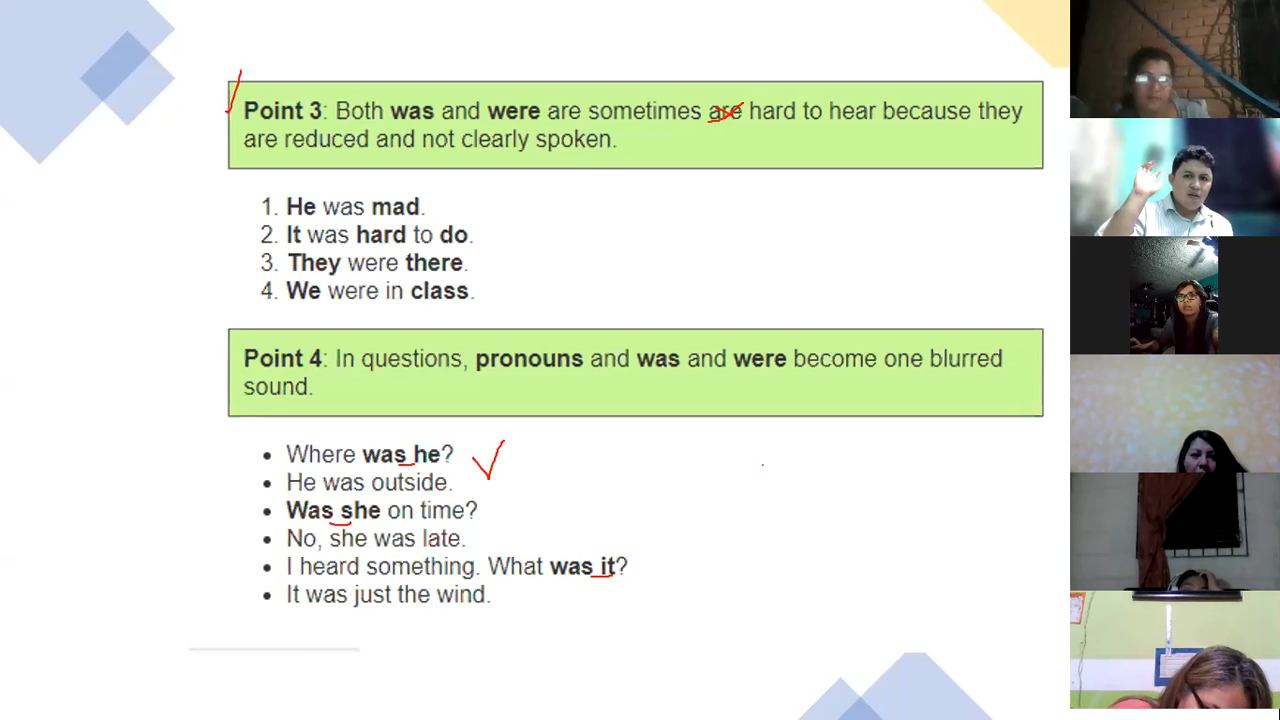 Point 3: Both was and were are sometimes are hard to hear because they
are reduced and not clearly spoken.
1. He was mad.
2. It was hard to do.
3. They were there.
4. We were in class.
Point 4: In questions, pronouns and was and were become one blurred
sound.
• Where was he?
• He was outside.
• Was she on time?
• No, she was late.
• I heard something. What was it?
• It was just the wind.